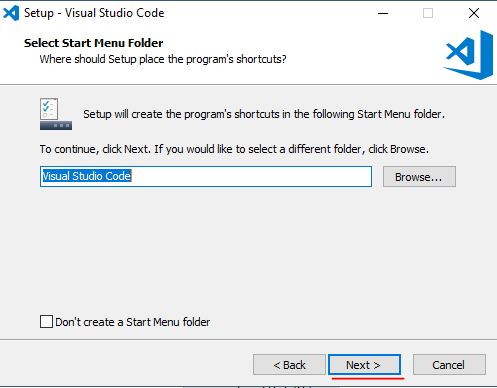 Setup - Visual Studio Code
Select Start Menu Folder
Where should Setup place the program's shortcuts?
Setup will create the program's shortcuts in the following Start Menu folder.
To continue, click Next. If you would like to select a different folder, click Browse.
Visual Studio Code
Browse...
Don't create a Start Menu folder
< Back
Next >
Cancel